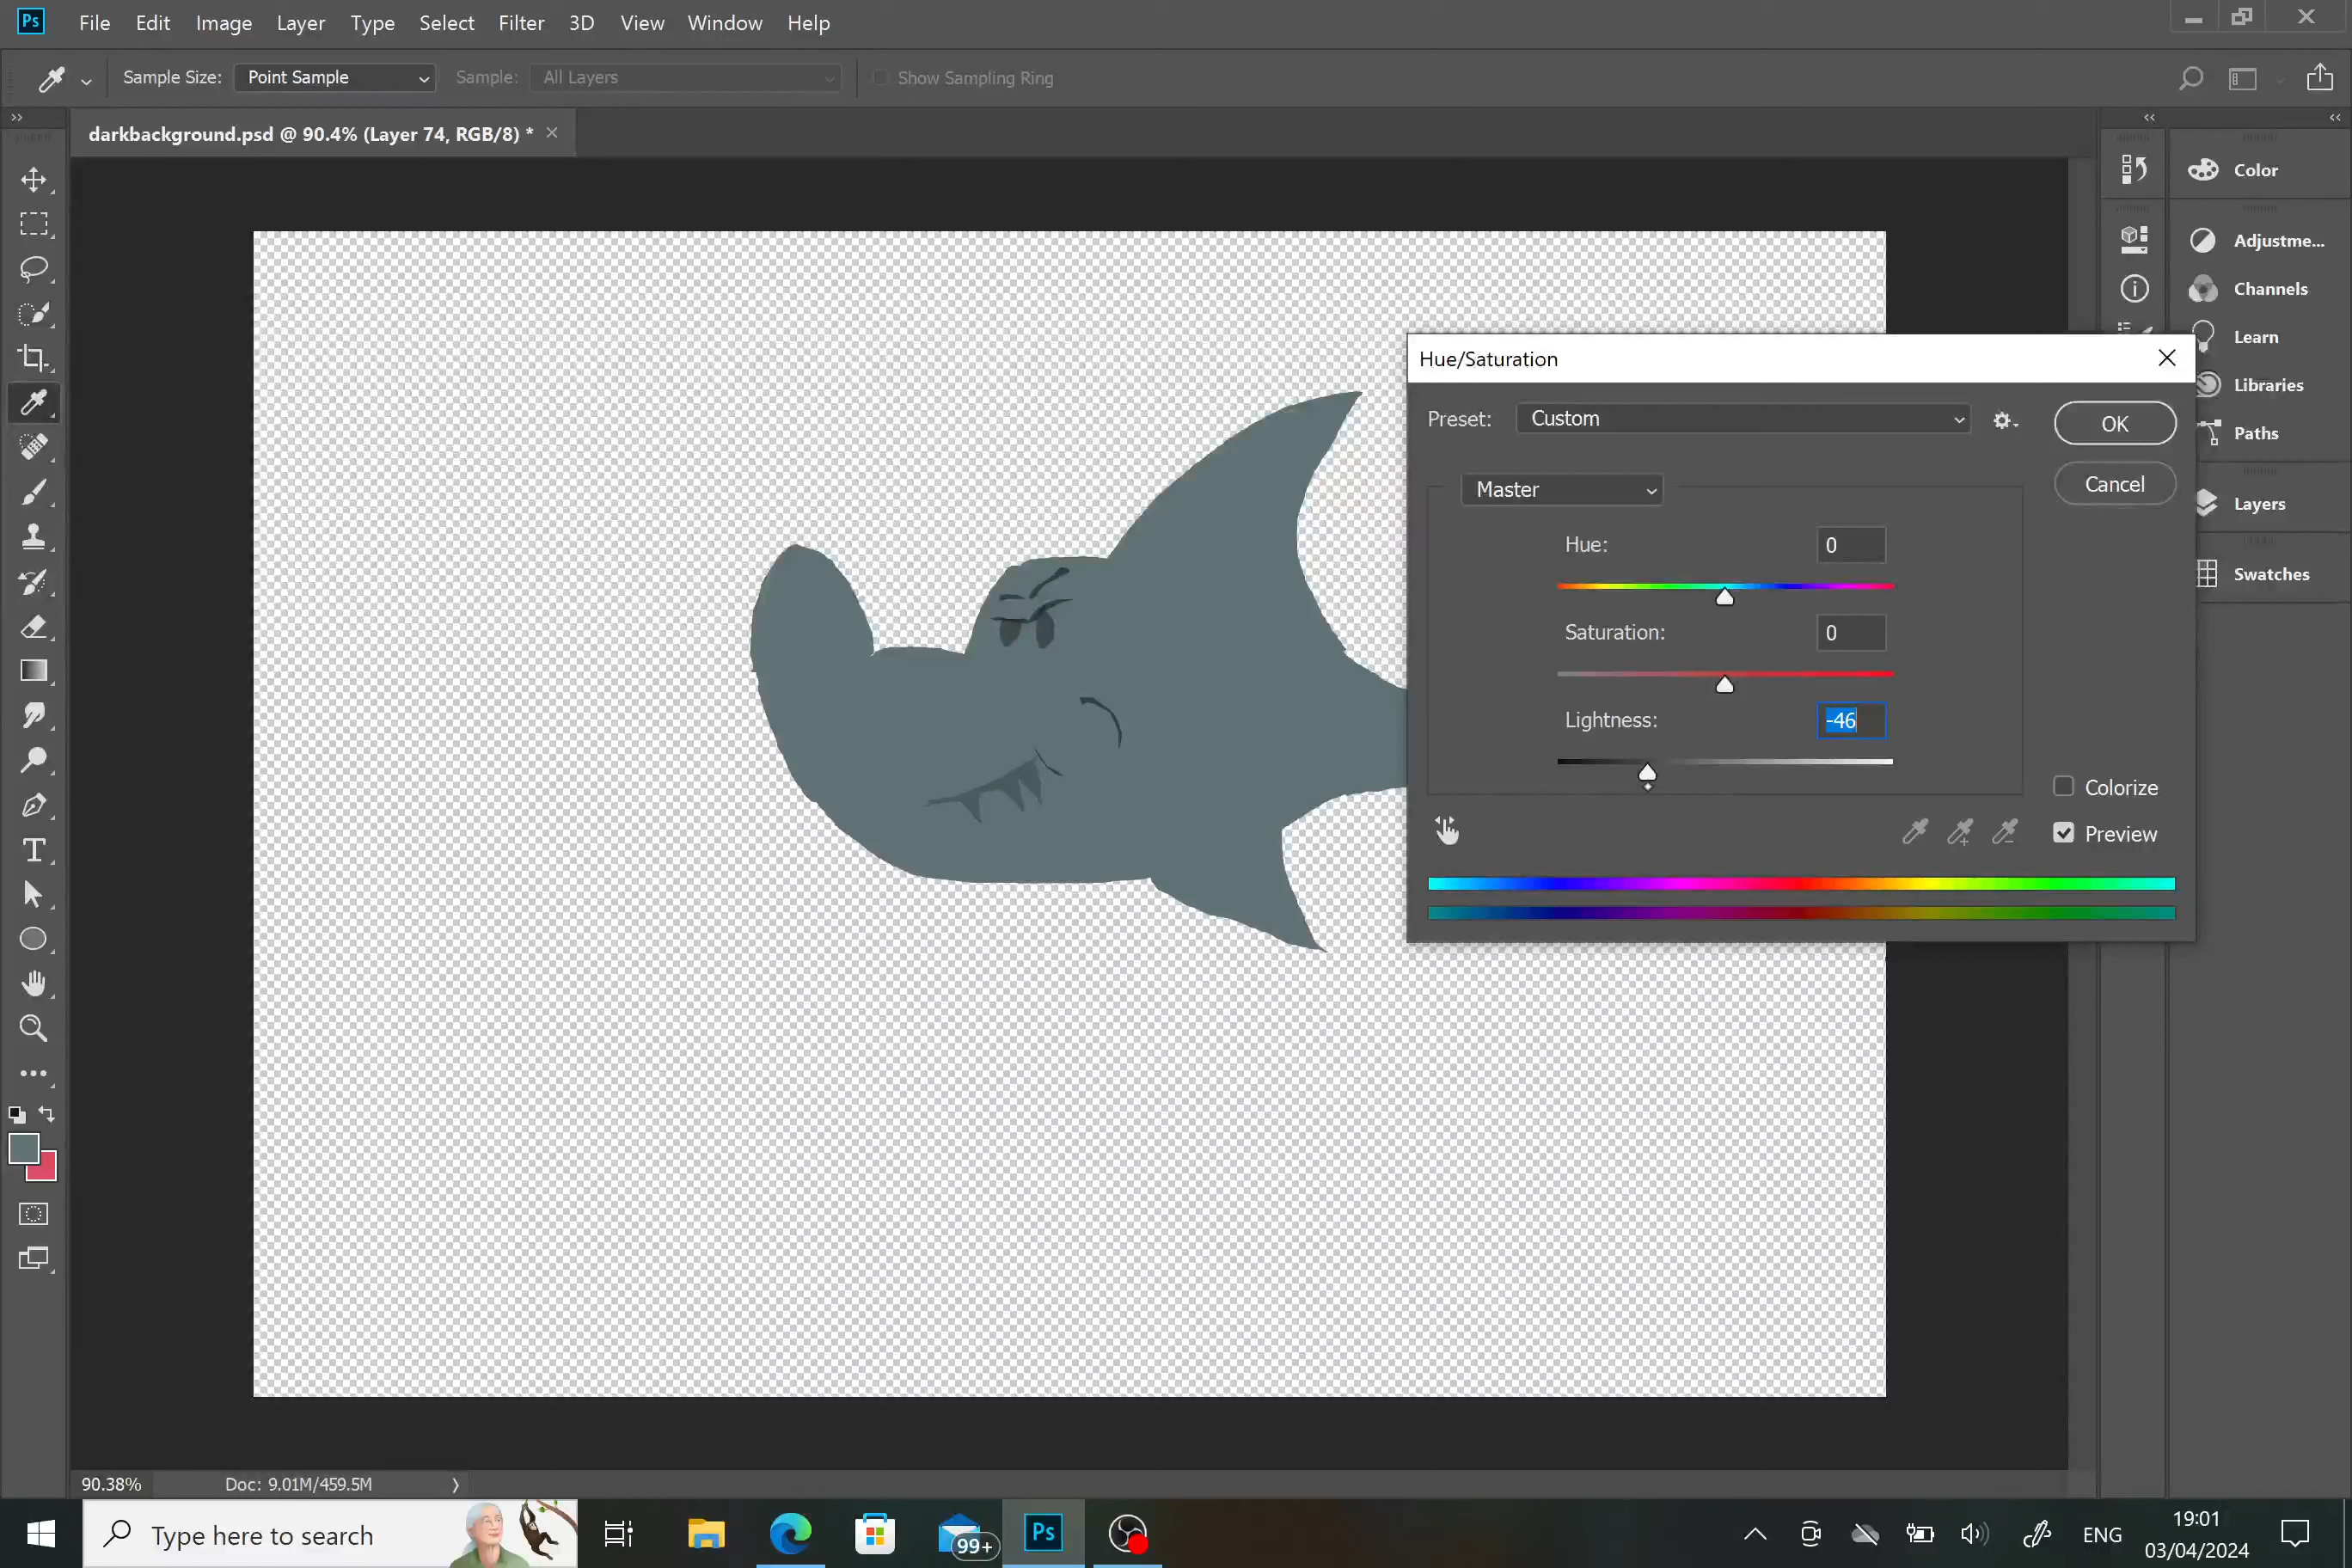 Ps File Edit Image Layer Type Select Filter 3D View Window Help
Sample Size: Point Sample Sample: All Layers Show Sampling Ring
darkbackground.psd @ 90.4% (Layer 74, RGB/8) *
Color
Adjustme...
Channels
Learn
Libraries
Paths
Layers
Swatches
Hue/Saturation
Preset: Custom
OK
Cancel
Master
Hue: 0
Saturation: 0
Lightness: -46
Colorize
Preview
90.38% Doc: 9.01M/459.5M
Type here to search
99+
Ps
ENG
19:01
03/04/2024